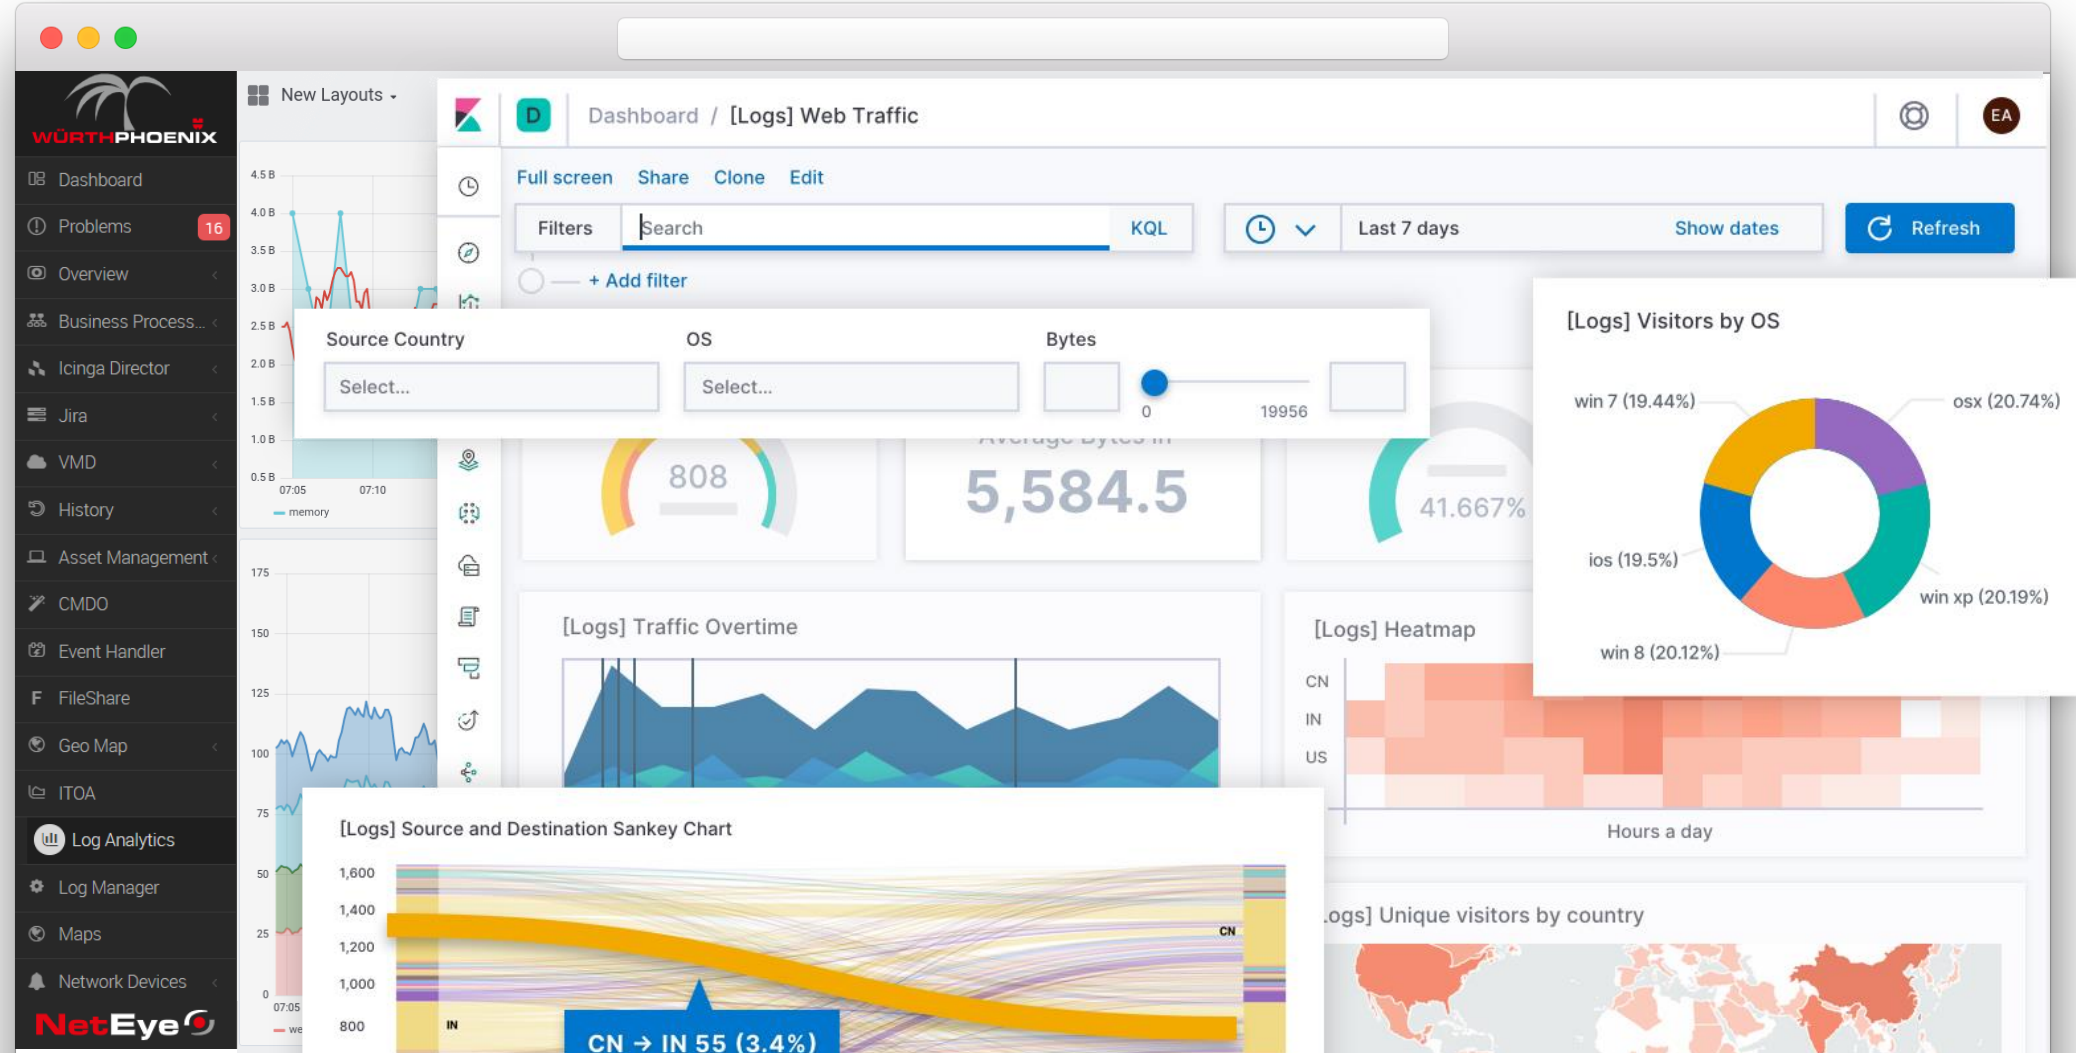 WÜRTHPHOENIX
Dashboard
Problems
16
Overview
Business Process...
Icinga Director
Jira
VMD
History
Asset Management
CMDO
Event Handler
F FileShare
Geo Map
ITOA
Log Analytics
Log Manager
Maps
Network Devices
NetEye
New Layouts
4.5 B
4.0 B
3.5 B
3.0 B
2.5 B
2.0 B
1.5 B
1.0 B
0.5 B
07:05 07:10
memory
175
150
125
100
75
50
25
0
07:05
we
D Dashboard / [Logs] Web Traffic
EA
Full screen Share Clone Edit
Filters Search KQL
Last 7 days Show dates
Refresh
+ Add filter
Source Country OS Bytes
Select... Select...
0 19956
808
Average Bytes In
5,584.5
41.667%
[Logs] Visitors by OS
win 7 (19.44%)
osx (20.74%)
ios (19.5%)
win xp (20.19%)
win 8 (20.12%)
[Logs] Traffic Overtime
[Logs] Heatmap
CN
IN
US
Hours a day
[Logs] Source and Destination Sankey Chart
1,600
1,400
1,200
1,000
800
CN
IN
CN → IN 55 (3.4%)
ogs] Unique visitors by country